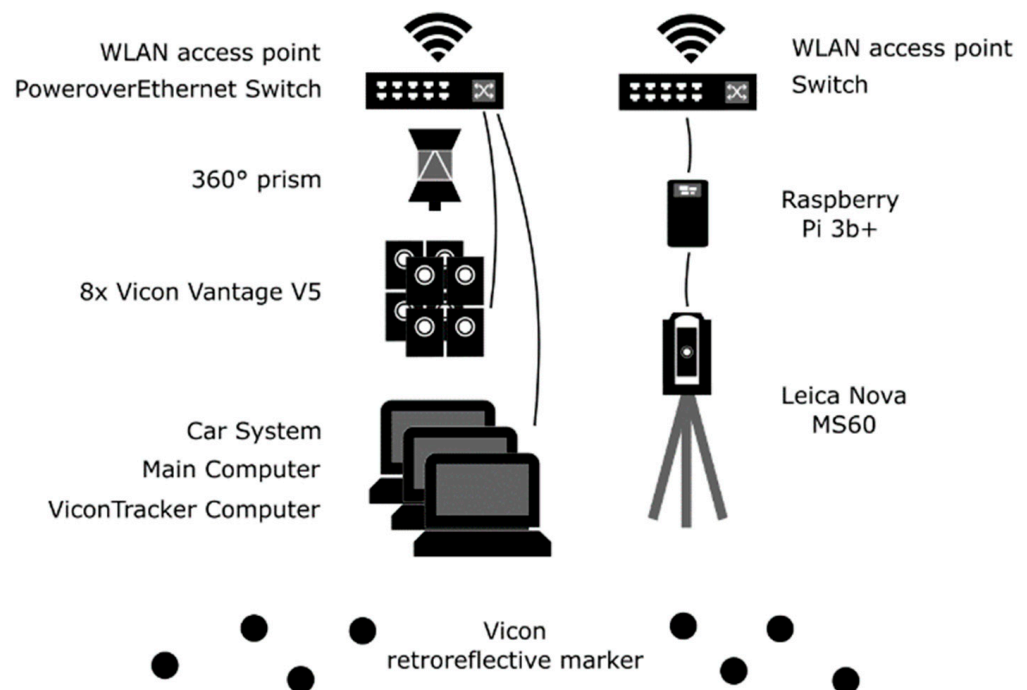 WLAN access point
PoweroverEthernet Switch
360° prism
8x Vicon Vantage V5
Car System
Main Computer
ViconTracker Computer
WLAN access point
Switch
Raspberry
Pi 3b+
Leica Nova
MS60
Vicon
retroreflective marker